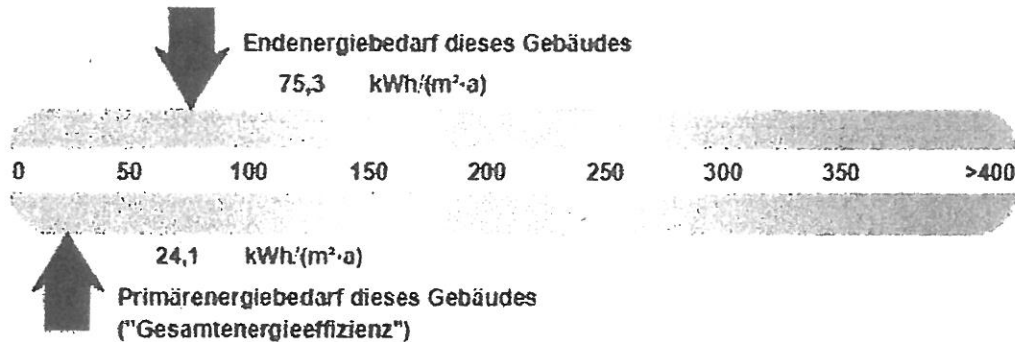 Endenergiebedarf dieses Gebäudes
75,3 kWh/(m²·a)
0 50 100 150 200 250 300 350 >400
24,1 kWh/(m²·a)
Primärenergiebedarf dieses Gebäudes
("Gesamtenergieeffizienz")